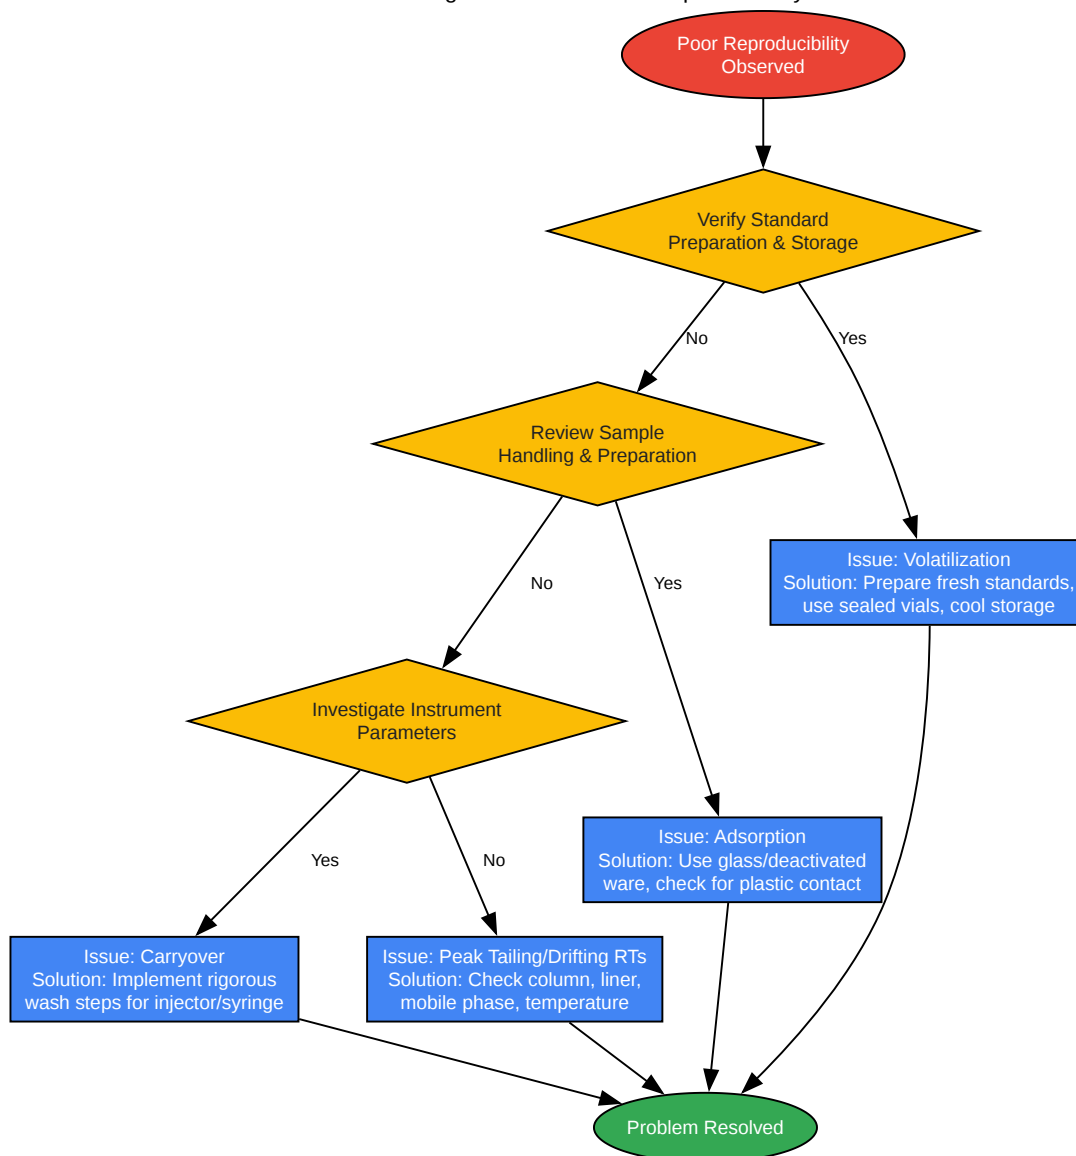 Poor Reproducibility
Observed
Verify Standard
Preparation & Storage
No
Yes
Review Sample
Handling & Preparation
No
Yes
Issue: Volatilization
Solution: Prepare fresh standards,
use sealed vials, cool storage
Investigate Instrument
Parameters
Yes
No
Issue: Adsorption
Solution: Use glass/deactivated
ware, check for plastic contact
Issue: Carryover
Solution: Implement rigorous
wash steps for injector/syringe
Issue: Peak Tailing/Drifting RTs
Solution: Check column, liner,
mobile phase, temperature
Problem Resolved